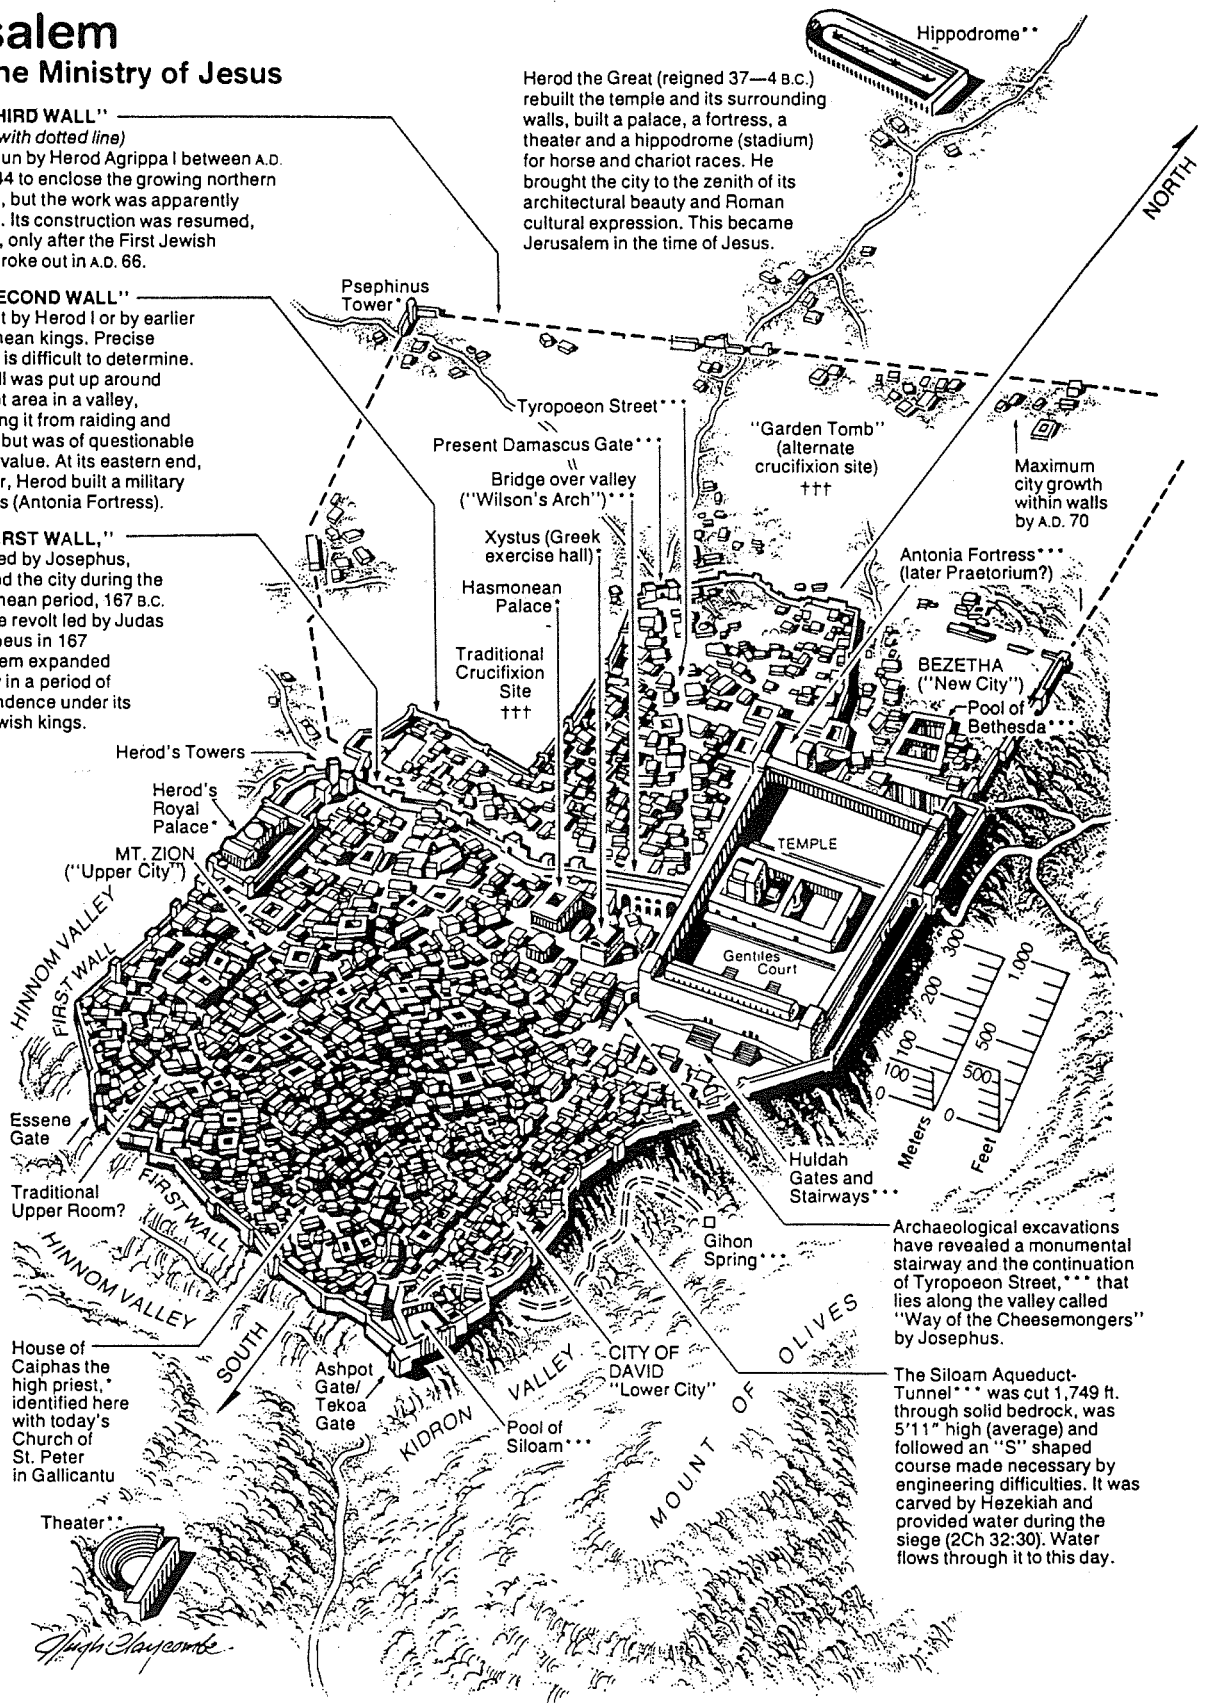 salem
he Ministry of Jesus
HIRD WALL"
with dotted line)
un by Herod Agrippa I between A.D.
44 to enclose the growing northern
, but the work was apparently
. Its construction was resumed,
, only after the First Jewish
roke out in A.D. 66.
ECOND WALL"
t by Herod I or by earlier
nean kings. Precise
is difficult to determine.
ll was put up around
t area in a valley,
ng it from raiding and
but was of questionable
value. At its eastern end,
r, Herod built a military
s (Antonia Fortress).
RST WALL,"
ed by Josephus,
d the city during the
nean period, 167 B.C.
e revolt led by Judas
eus in 167
em expanded
y in a period of
ndence under its
wish kings.
Herod the Great (reigned 37—4 B.C.)
rebuilt the temple and its surrounding
walls, built a palace, a fortress, a
theater and a hippodrome (stadium)
for horse and chariot races. He
brought the city to the zenith of its
architectural beauty and Roman
cultural expression. This became
Jerusalem in the time of Jesus.
Hippodrome**
NORTH
Psephinus
Tower*
Tyropoeon Street***
Present Damascus Gate***
Bridge over valley
("Wilson's Arch")***
Xystus (Greek
exercise hall)*
Hasmonean
Palace*
Traditional
Crucifixion
Site
†††
"Garden Tomb"
(alternate
crucifixion site)
†††
Maximum
city growth
within walls
by A.D. 70
Antonia Fortress***
(later Praetorium?)
BEZETHA
("New City")
Pool of
Bethesda***
Herod's Towers
Herod's
Royal
Palace*
MT. ZION
("Upper City")
HINNOM VALLEY
FIRST WALL
TEMPLE
Gentiles
Court
300
200
100
100
0
Meters
1,000
500
500
0
Feet
Essene
Gate
Traditional
Upper Room?
FIRST WALL
HINNOM VALLEY
Huldah
Gates and
Stairways***
Gihon
Spring***
Archaeological excavations
have revealed a monumental
stairway and the continuation
of Tyropoeon Street,*** that
lies along the valley called
"Way of the Cheesemongers"
by Josephus.
House of
Caiphas the
high priest,*
identified here
with today's
Church of
St. Peter
in Gallicantu
SOUTH
Ashpot
Gate/
Tekoa
Gate
KIDRON VALLEY
Pool of
Siloam***
CITY OF
DAVID
"Lower City"
MOUNT OF OLIVES
The Siloam Aqueduct-
Tunnel*** was cut 1,749 ft.
through solid bedrock, was
5'11" high (average) and
followed an "S" shaped
course made necessary by
engineering difficulties. It was
carved by Hezekiah and
provided water during the
siege (2Ch 32:30). Water
flows through it to this day.
Theater**
Hugh Claycombe